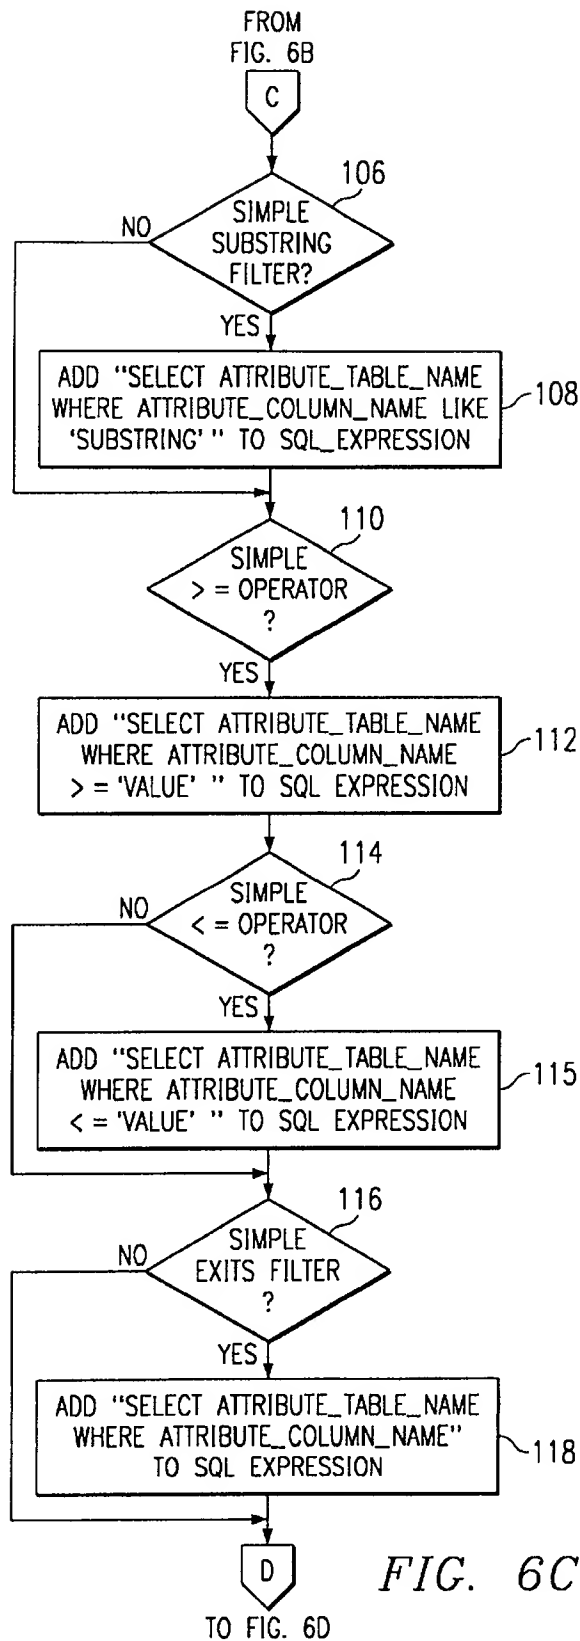 FROM
FIG. 6B
C
106
SIMPLE
SUBSTRING
FILTER?
NO
YES
ADD "SELECT ATTRIBUTE_TABLE_NAME
WHERE ATTRIBUTE_COLUMN_NAME LIKE
'SUBSTRING' " TO SQL_EXPRESSION
108
110
SIMPLE
> = OPERATOR
?
YES
ADD "SELECT ATTRIBUTE_TABLE_NAME
WHERE ATTRIBUTE_COLUMN_NAME
> = 'VALUE' " TO SQL EXPRESSION
112
114
SIMPLE
< = OPERATOR
?
NO
YES
ADD "SELECT ATTRIBUTE_TABLE_NAME
WHERE ATTRIBUTE_COLUMN_NAME
< = 'VALUE' " TO SQL EXPRESSION
115
116
SIMPLE
EXITS FILTER
?
NO
YES
ADD "SELECT ATTRIBUTE_TABLE_NAME
WHERE ATTRIBUTE_COLUMN_NAME"
TO SQL EXPRESSION
118
D
TO FIG. 6D
FIG. 6C